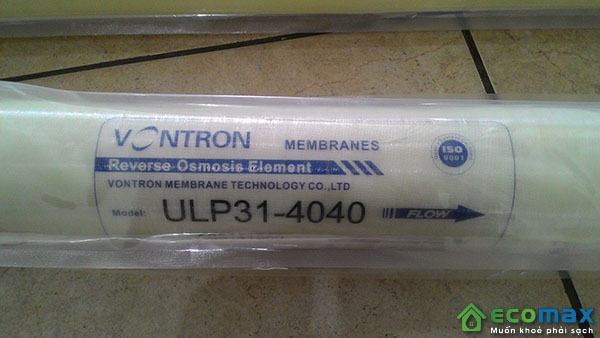 VONTRON MEMBRANES
ISO
9001
Reverse Osmosis Element
VONTRON MEMBRANE TECHNOLOGY CO.,LTD
Model: ULP31-4040 FLOW
ecomax
Muốn khoẻ phải sạch